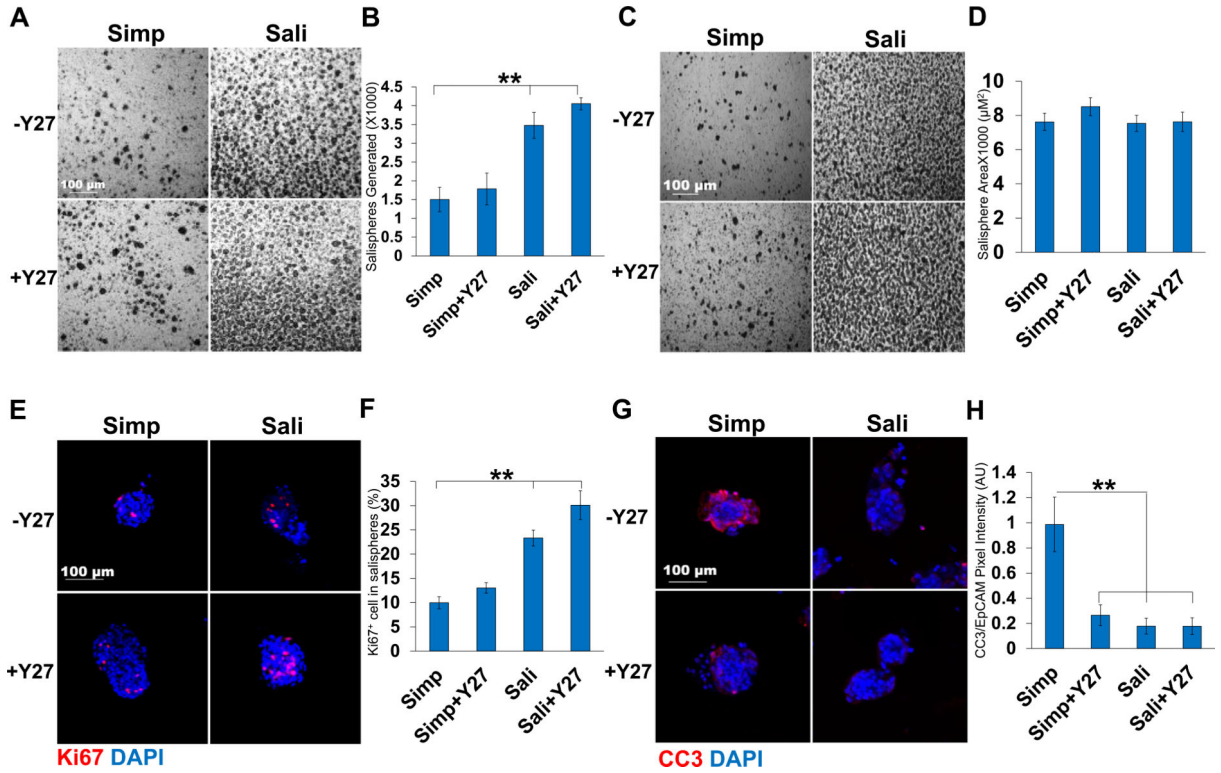 A
Simp Sali
-Y27
100 µm
+Y27
B
Salispheres Generated (X1000)
4.5
4
3.5
3
2.5
2
1.5
1
0.5
0
**
Simp
Simp+Y27
Sali
Sali+Y27
C
Simp Sali
-Y27
100 µm
+Y27
D
Salisphere AreaX1000 (µM²)
10
8
6
4
2
0
Simp
Simp+Y27
Sali
Sali+Y27
E
Simp Sali
-Y27
100 µm
+Y27
Ki67 DAPI
F
Ki67⁺ cell in salispheres (%)
35
30
25
20
15
10
5
0
**
Simp
Simp+Y27
Sali
Sali+Y27
G
Simp Sali
-Y27
100 µm
+Y27
CC3 DAPI
H
CC3/EpCAM Pixel Intensity (AU)
1.4
1.2
1
0.8
0.6
0.4
0.2
0
**
Simp
Simp+Y27
Sali
Sali+Y27